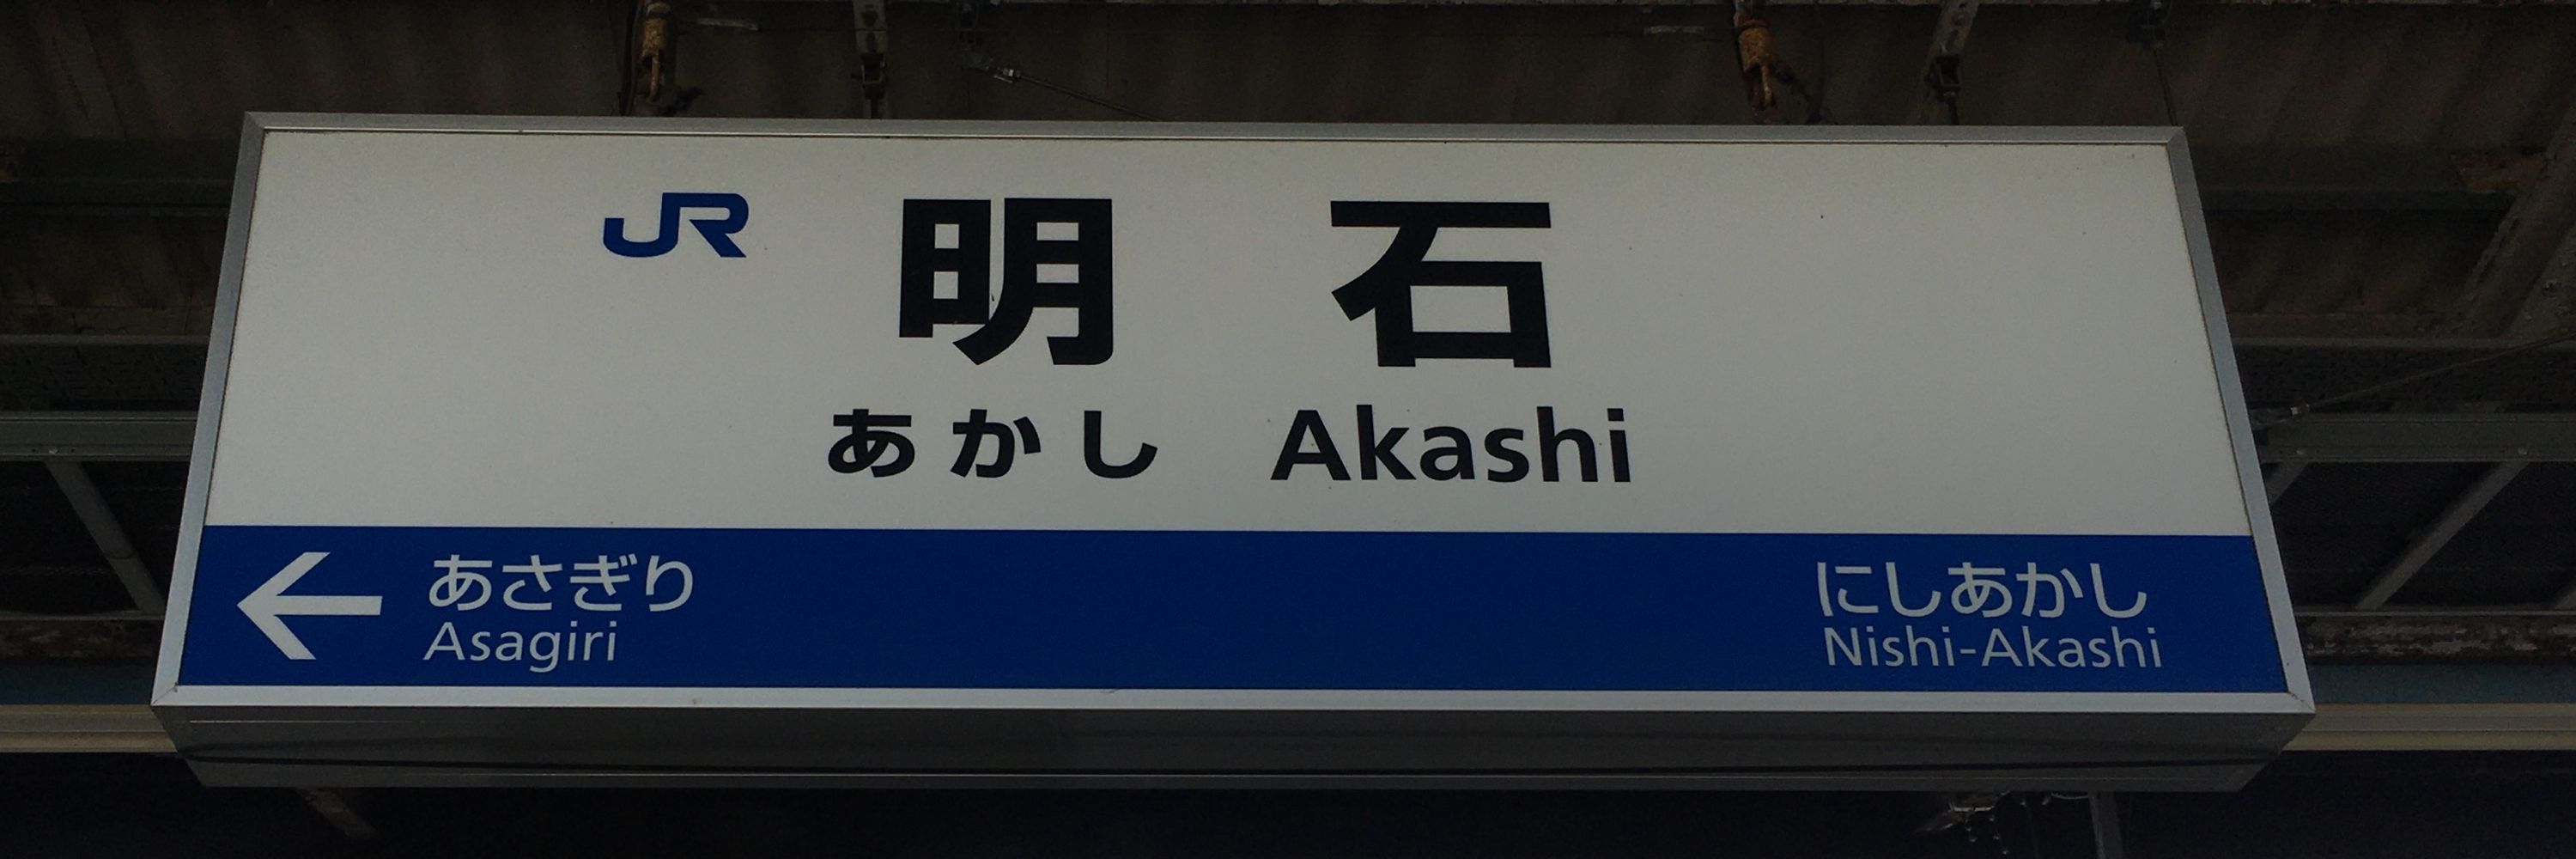 JR 明石
あかし Akashi
← あさぎり
Asagiri
にしあかし
Nishi-Akashi